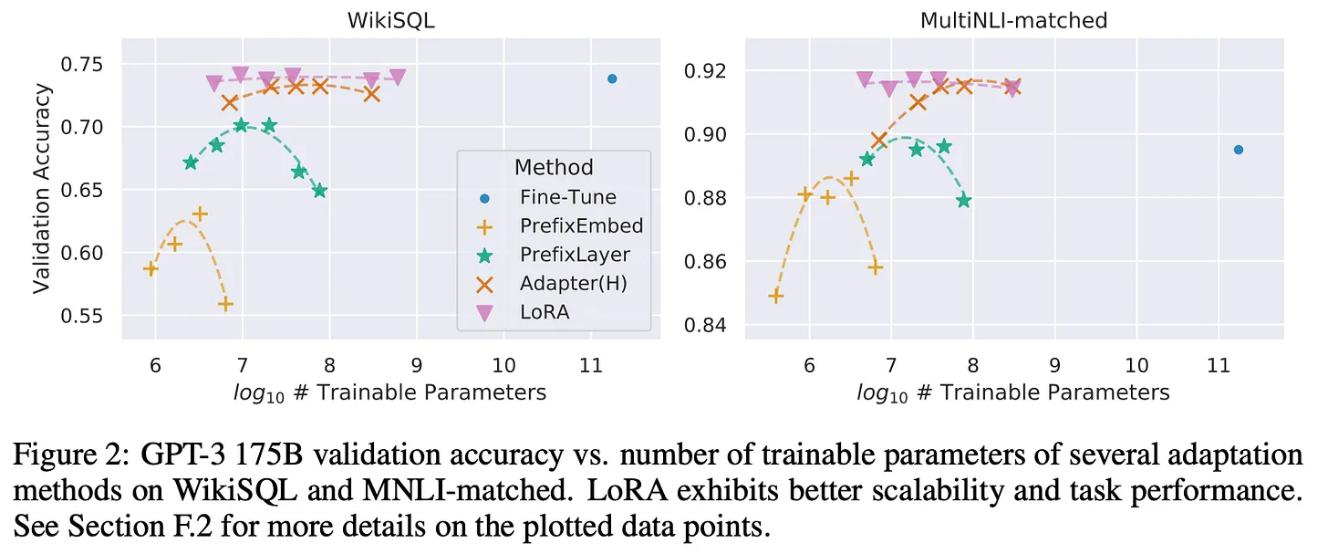 WikiSQL
MultiNLI-matched
Validation Accuracy
0.75
0.70
0.65
0.60
0.55
6 7 8 9 10 11
log10 # Trainable Parameters
Method
Fine-Tune
PrefixEmbed
PrefixLayer
Adapter(H)
LoRA
0.92
0.90
0.88
0.86
0.84
6 7 8 9 10 11
log10 # Trainable Parameters
Figure 2: GPT-3 175B validation accuracy vs. number of trainable parameters of several adaptation
methods on WikiSQL and MNLI-matched. LoRA exhibits better scalability and task performance.
See Section F.2 for more details on the plotted data points.